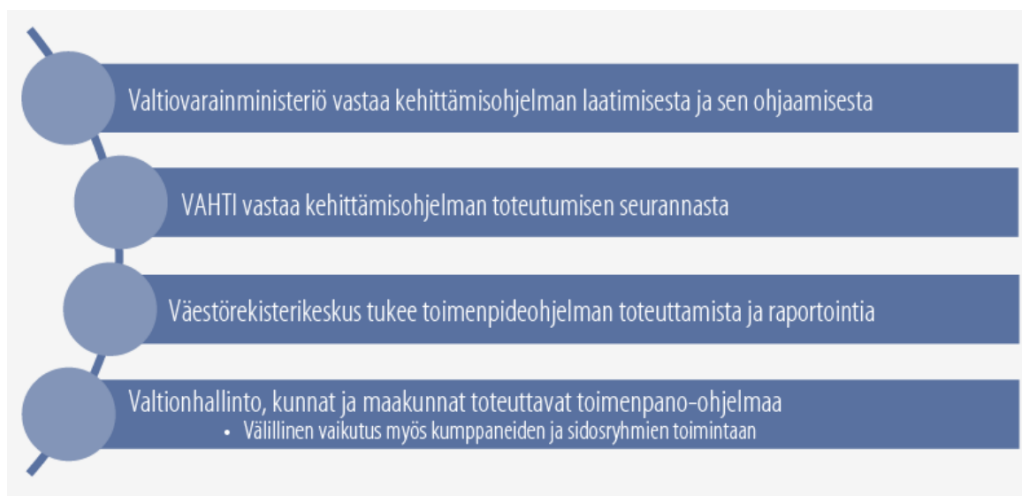 Valtiovarainministeriö vastaa kehittämisohjelman laatimisesta ja sen ohjaamisesta
VAHTI vastaa kehittämisohjelman toteutumisen seurannasta
Väestörekisterikeskus tukee toimenpideohjelman toteuttamista ja raportointia
Valtionhallinto, kunnat ja maakunnat toteuttavat toimenpano-ohjelmaa
• Välillinen vaikutus myös kumppaneiden ja sidosryhmien toimintaan